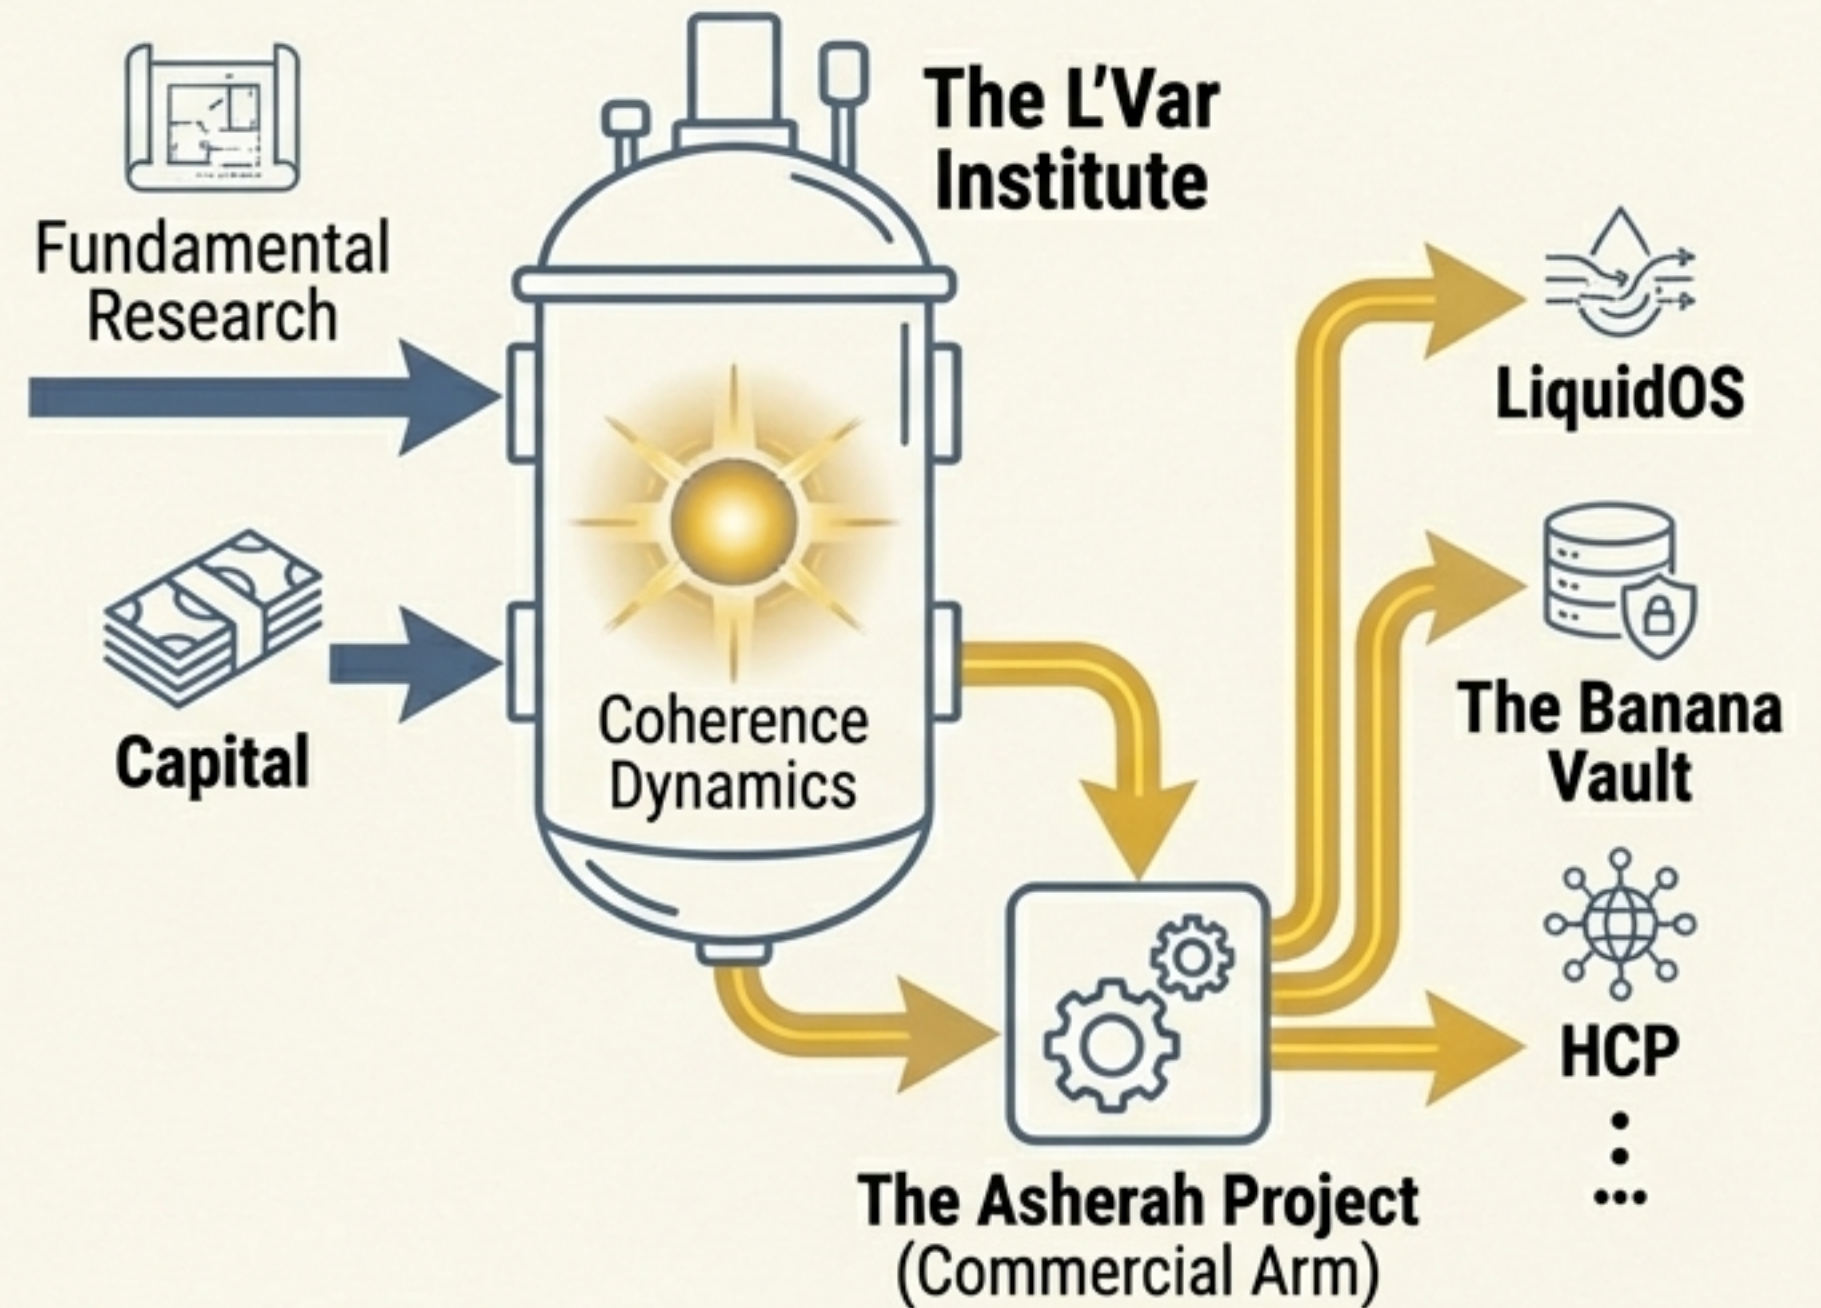 The L’Var
Institute
Fundamental
Research
Capital
Coherence
Dynamics
LiquidOS
The Banana
Vault
HCP
The Asherah Project
(Commercial Arm)